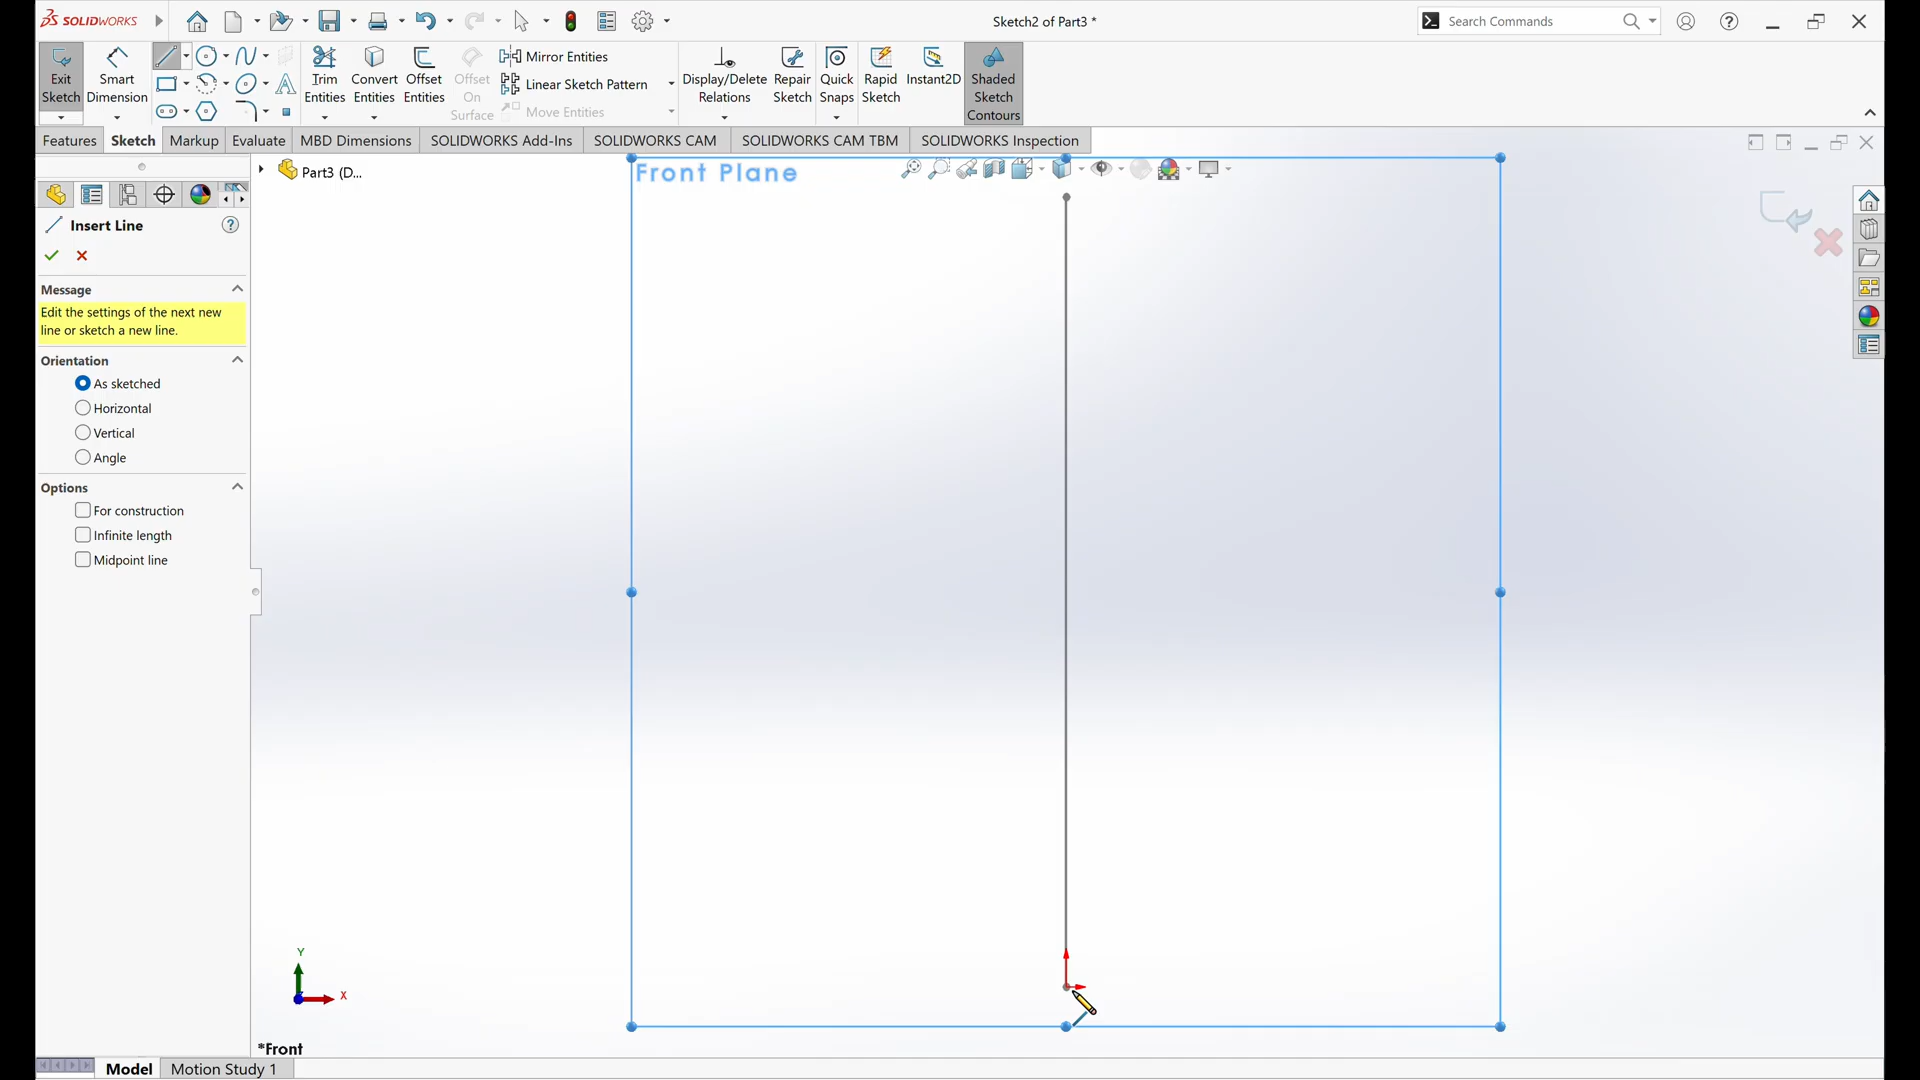 SOLIDWORKS
Sketch2 of Part3 *
Search Commands
Exit
Sketch
Smart
Dimension
Trim
Entities
Convert
Entities
Offset
Entities
Offset
On
Surface
Mirror Entities
Linear Sketch Pattern
Move Entities
Display/Delete
Relations
Repair
Sketch
Quick
Snaps
Rapid
Sketch
Instant2D
Shaded
Sketch
Contours
Features
Sketch
Markup
Evaluate
MBD Dimensions
SOLIDWORKS Add-Ins
SOLIDWORKS CAM
SOLIDWORKS CAM TBM
SOLIDWORKS Inspection
Part3 (D...
Front Plane
Insert Line
Message
Edit the settings of the next new
line or sketch a new line.
Orientation
As sketched
Horizontal
Vertical
Angle
Options
For construction
Infinite length
Midpoint line
Y
X
*Front
Model
Motion Study 1